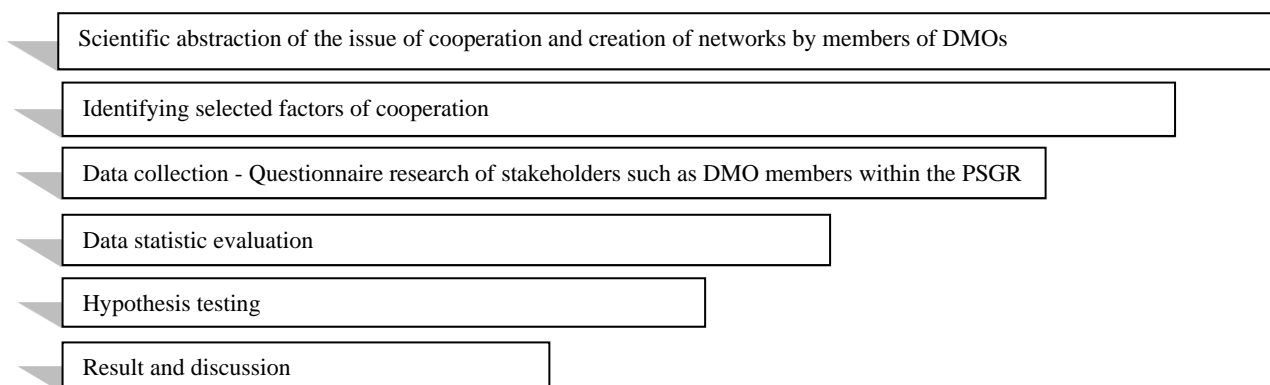 Scientific abstraction of the issue of cooperation and creation of networks by members of DMOs
Identifying selected factors of cooperation
Data collection - Questionnaire research of stakeholders such as DMO members within the PSGR
Data statistic evaluation
Hypothesis testing
Result and discussion